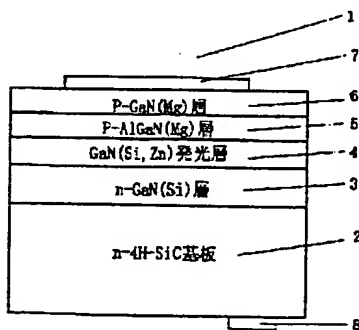 1
7
P-GaN(Mg)層 6
P-AlGaN(Mg)層 5
GaN(Si,Zn)発光層 4
n-GaN(Si)層 3
n-4H-SiC基板 2
8